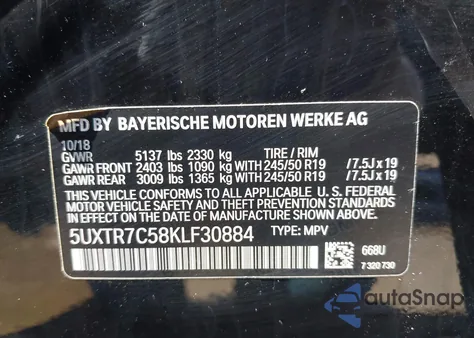 MFD BY BAYERISCHE MOTOREN WERKE AG
10/18
GVWR 5137 lbs 2330 kg TIRE / RIM
GAWR FRONT 2403 lbs 1090 kg WITH 245/50 R19 /7.5J x 19
GAWR REAR 3009 lbs 1365 kg WITH 245/50 R19 /7.5J x 19
THIS VEHICLE CONFORMS TO ALL APPLICABLE U. S. FEDERAL
MOTOR VEHICLE SAFETY, BUMPER, AND THEFT PREVENTION
STANDARDS IN EFFECT ON THE DATE OF MANUFACTURE
SHOWN ABOVE.
5UXTR7C58KLF30884 TYPE: MPV
668U
7 320 730
autaSnap